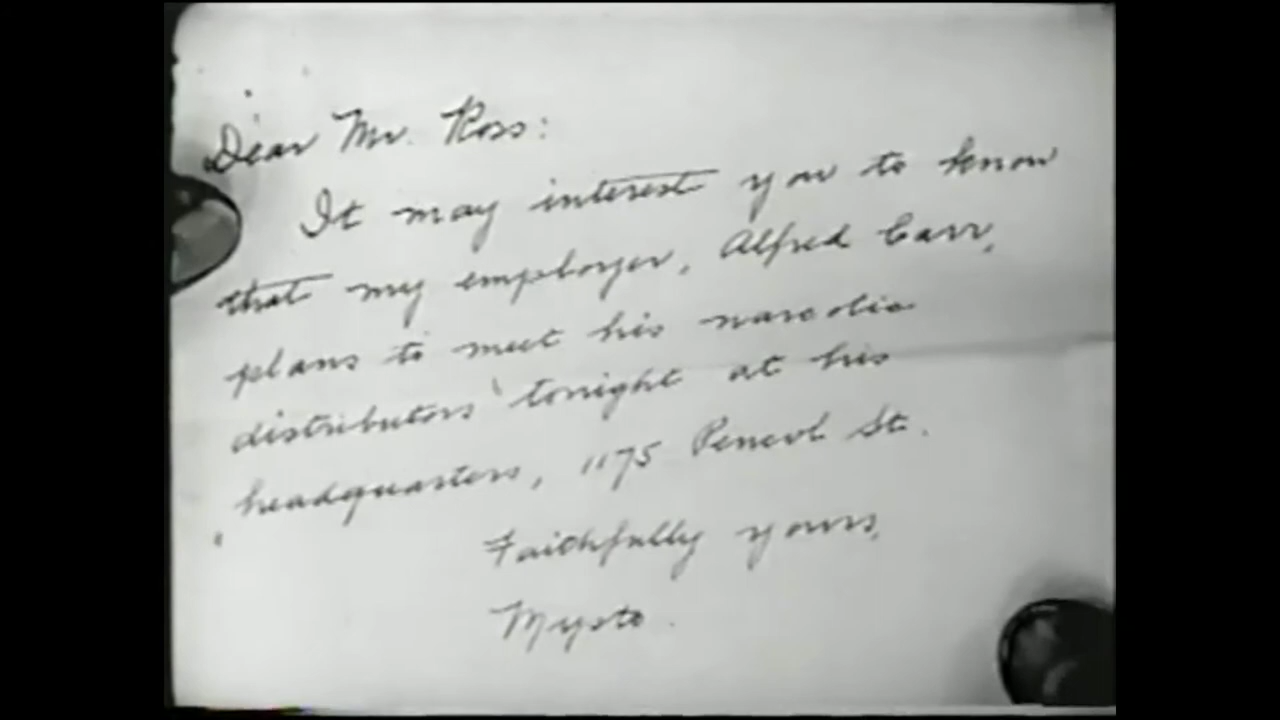 Dear Mr. Ross:
It may interest you to know
that my employer, Alfred Carr,
plans to meet his narcotic
distributors tonight at his
headquarters, 1175 St.
Faithfully yours,
Mysto.